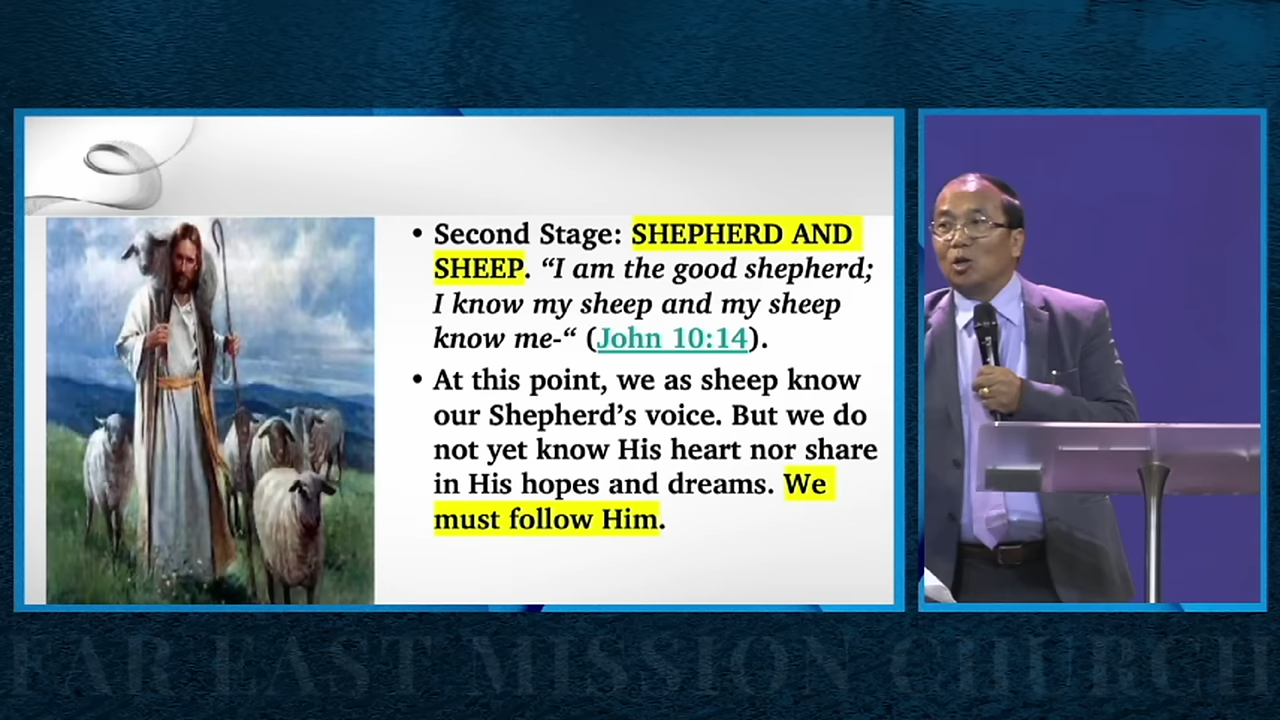 • Second Stage: SHEPHERD AND
SHEEP. “I am the good shepherd;
I know my sheep and my sheep
know me-“ (John 10:14).
• At this point, we as sheep know
our Shepherd’s voice. But we do
not yet know His heart nor share
in His hopes and dreams. We
must follow Him.
FAR EAST MISSION CHURCH